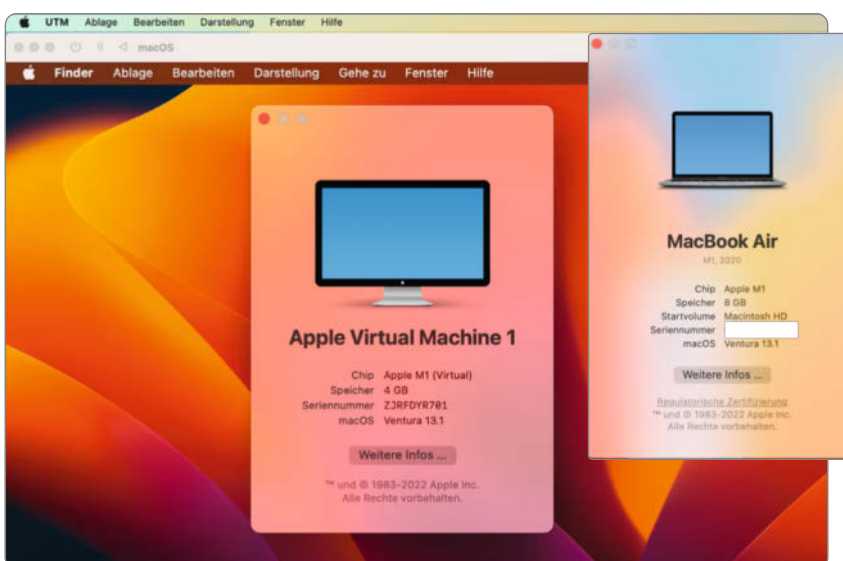 UTM Ablage Bearbeiten Darstellung Fenster Hilfe
macOS
Finder Ablage Bearbeiten Darstellung Gehe zu Fenster Hilfe
Apple Virtual Machine 1
Chip Apple M1 (Virtual)
Speicher 4 GB
Seriennummer ZJRFDYR701
macOS Ventura 13.1
Weitere Infos ...
™ und © 1983-2022 Apple Inc.
Alle Rechte vorbehalten.
MacBook Air
M1, 2020
Chip Apple M1
Speicher 8 GB
Startvolume Macintosh HD
Seriennummer
macOS Ventura 13.1
Weitere Infos ...
Regulatorische Zertifizierung
™ und © 1983-2022 Apple Inc.
Alle Rechte vorbehalten.